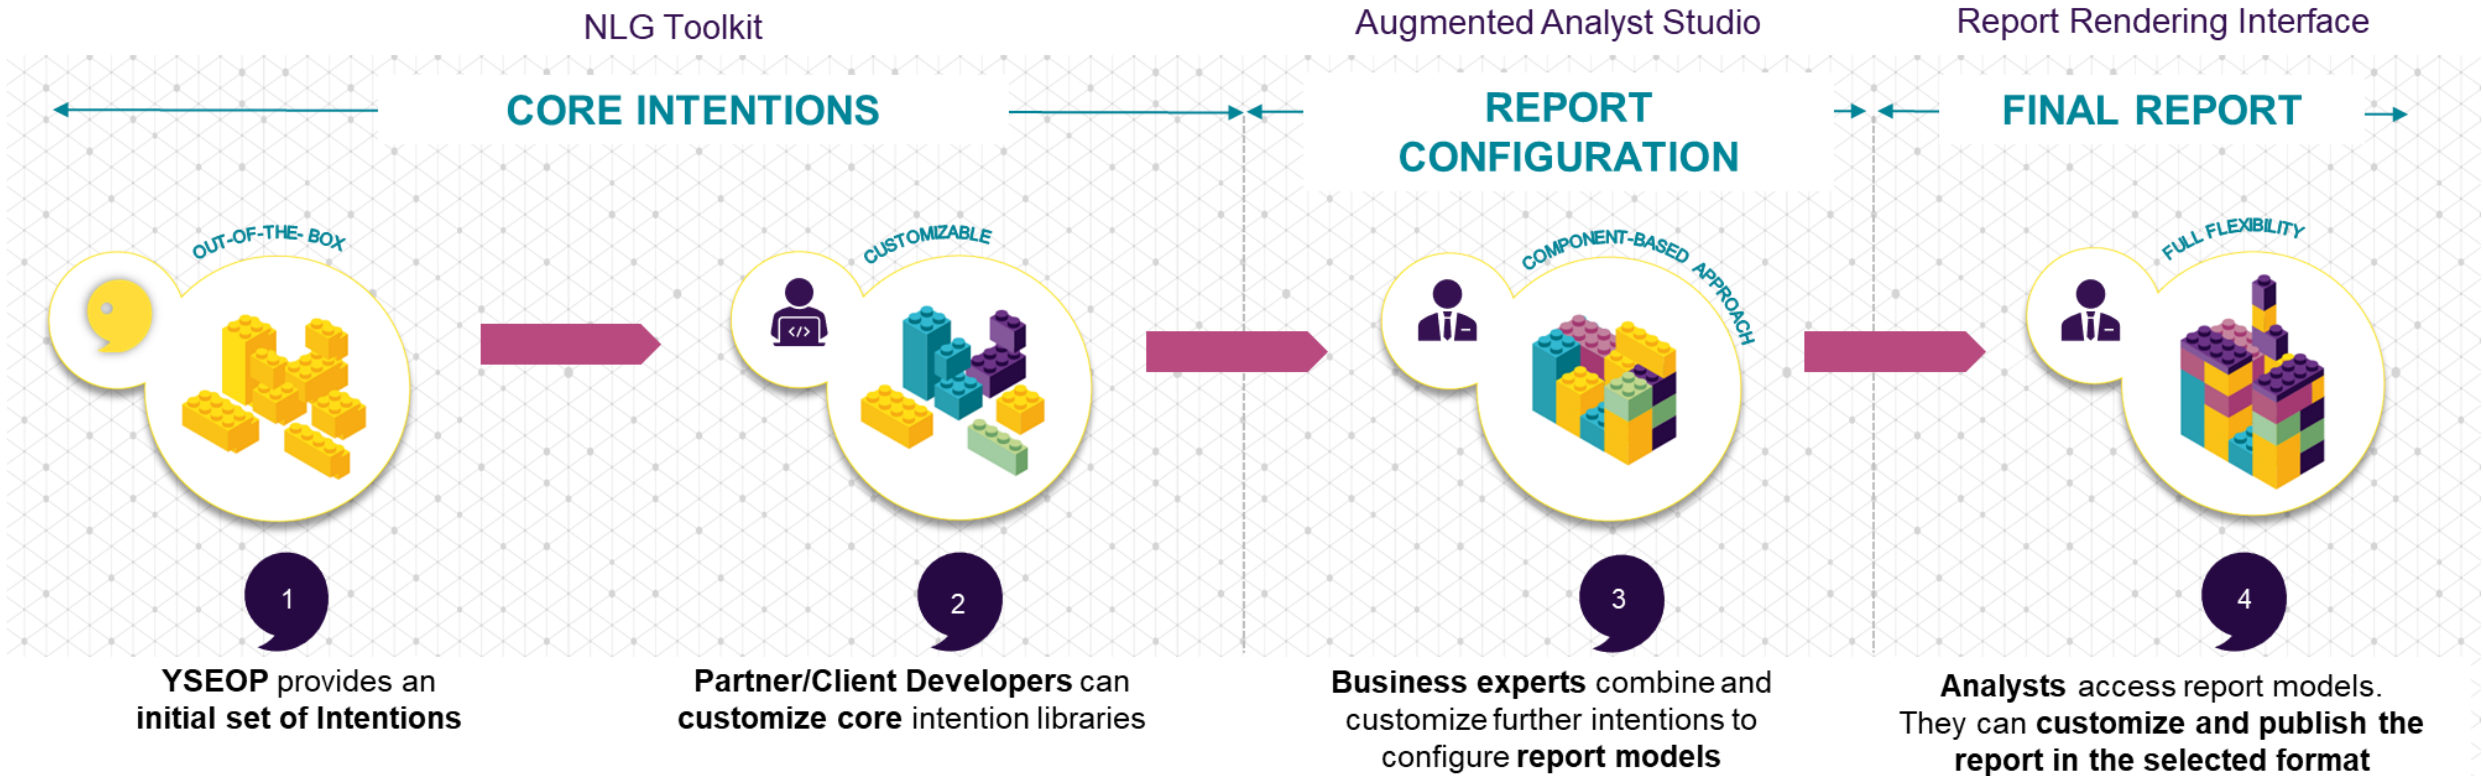 NLG Toolkit
Augmented Analyst Studio
Report Rendering Interface
CORE INTENTIONS
REPORT
CONFIGURATION
FINAL REPORT
OUT-OF-THE- BOX
CUSTOMIZABLE
COMPONENT-BASED APPROACH
FULL FLEXIBILITY
</>
1
2
3
4
YSEOP provides an
initial set of Intentions
Partner/Client Developers can
customize core intention libraries
Business experts combine and
customize further intentions to
configure report models
Analysts access report models.
They can customize and publish the
report in the selected format